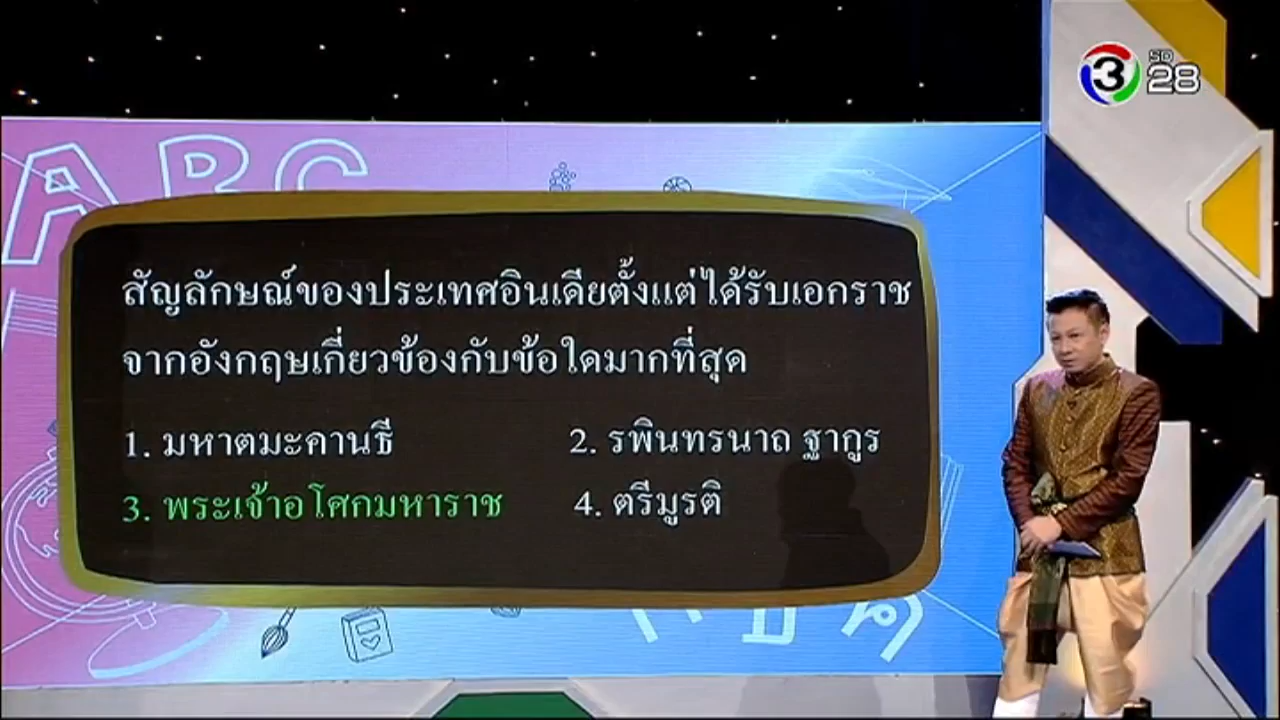 ABC
3 SD
28
สัญลักษณ์ของประเทศอินเดียตั้งแต่ได้รับเอกราช
จากอังกฤษเกี่ยวข้องกับข้อใดมากที่สุด
1. มหาตมะคานธี
2. รพินทรนาถ ฐากูร
3. พระเจ้าอโศกมหาราช
4. ตรีมูรติ